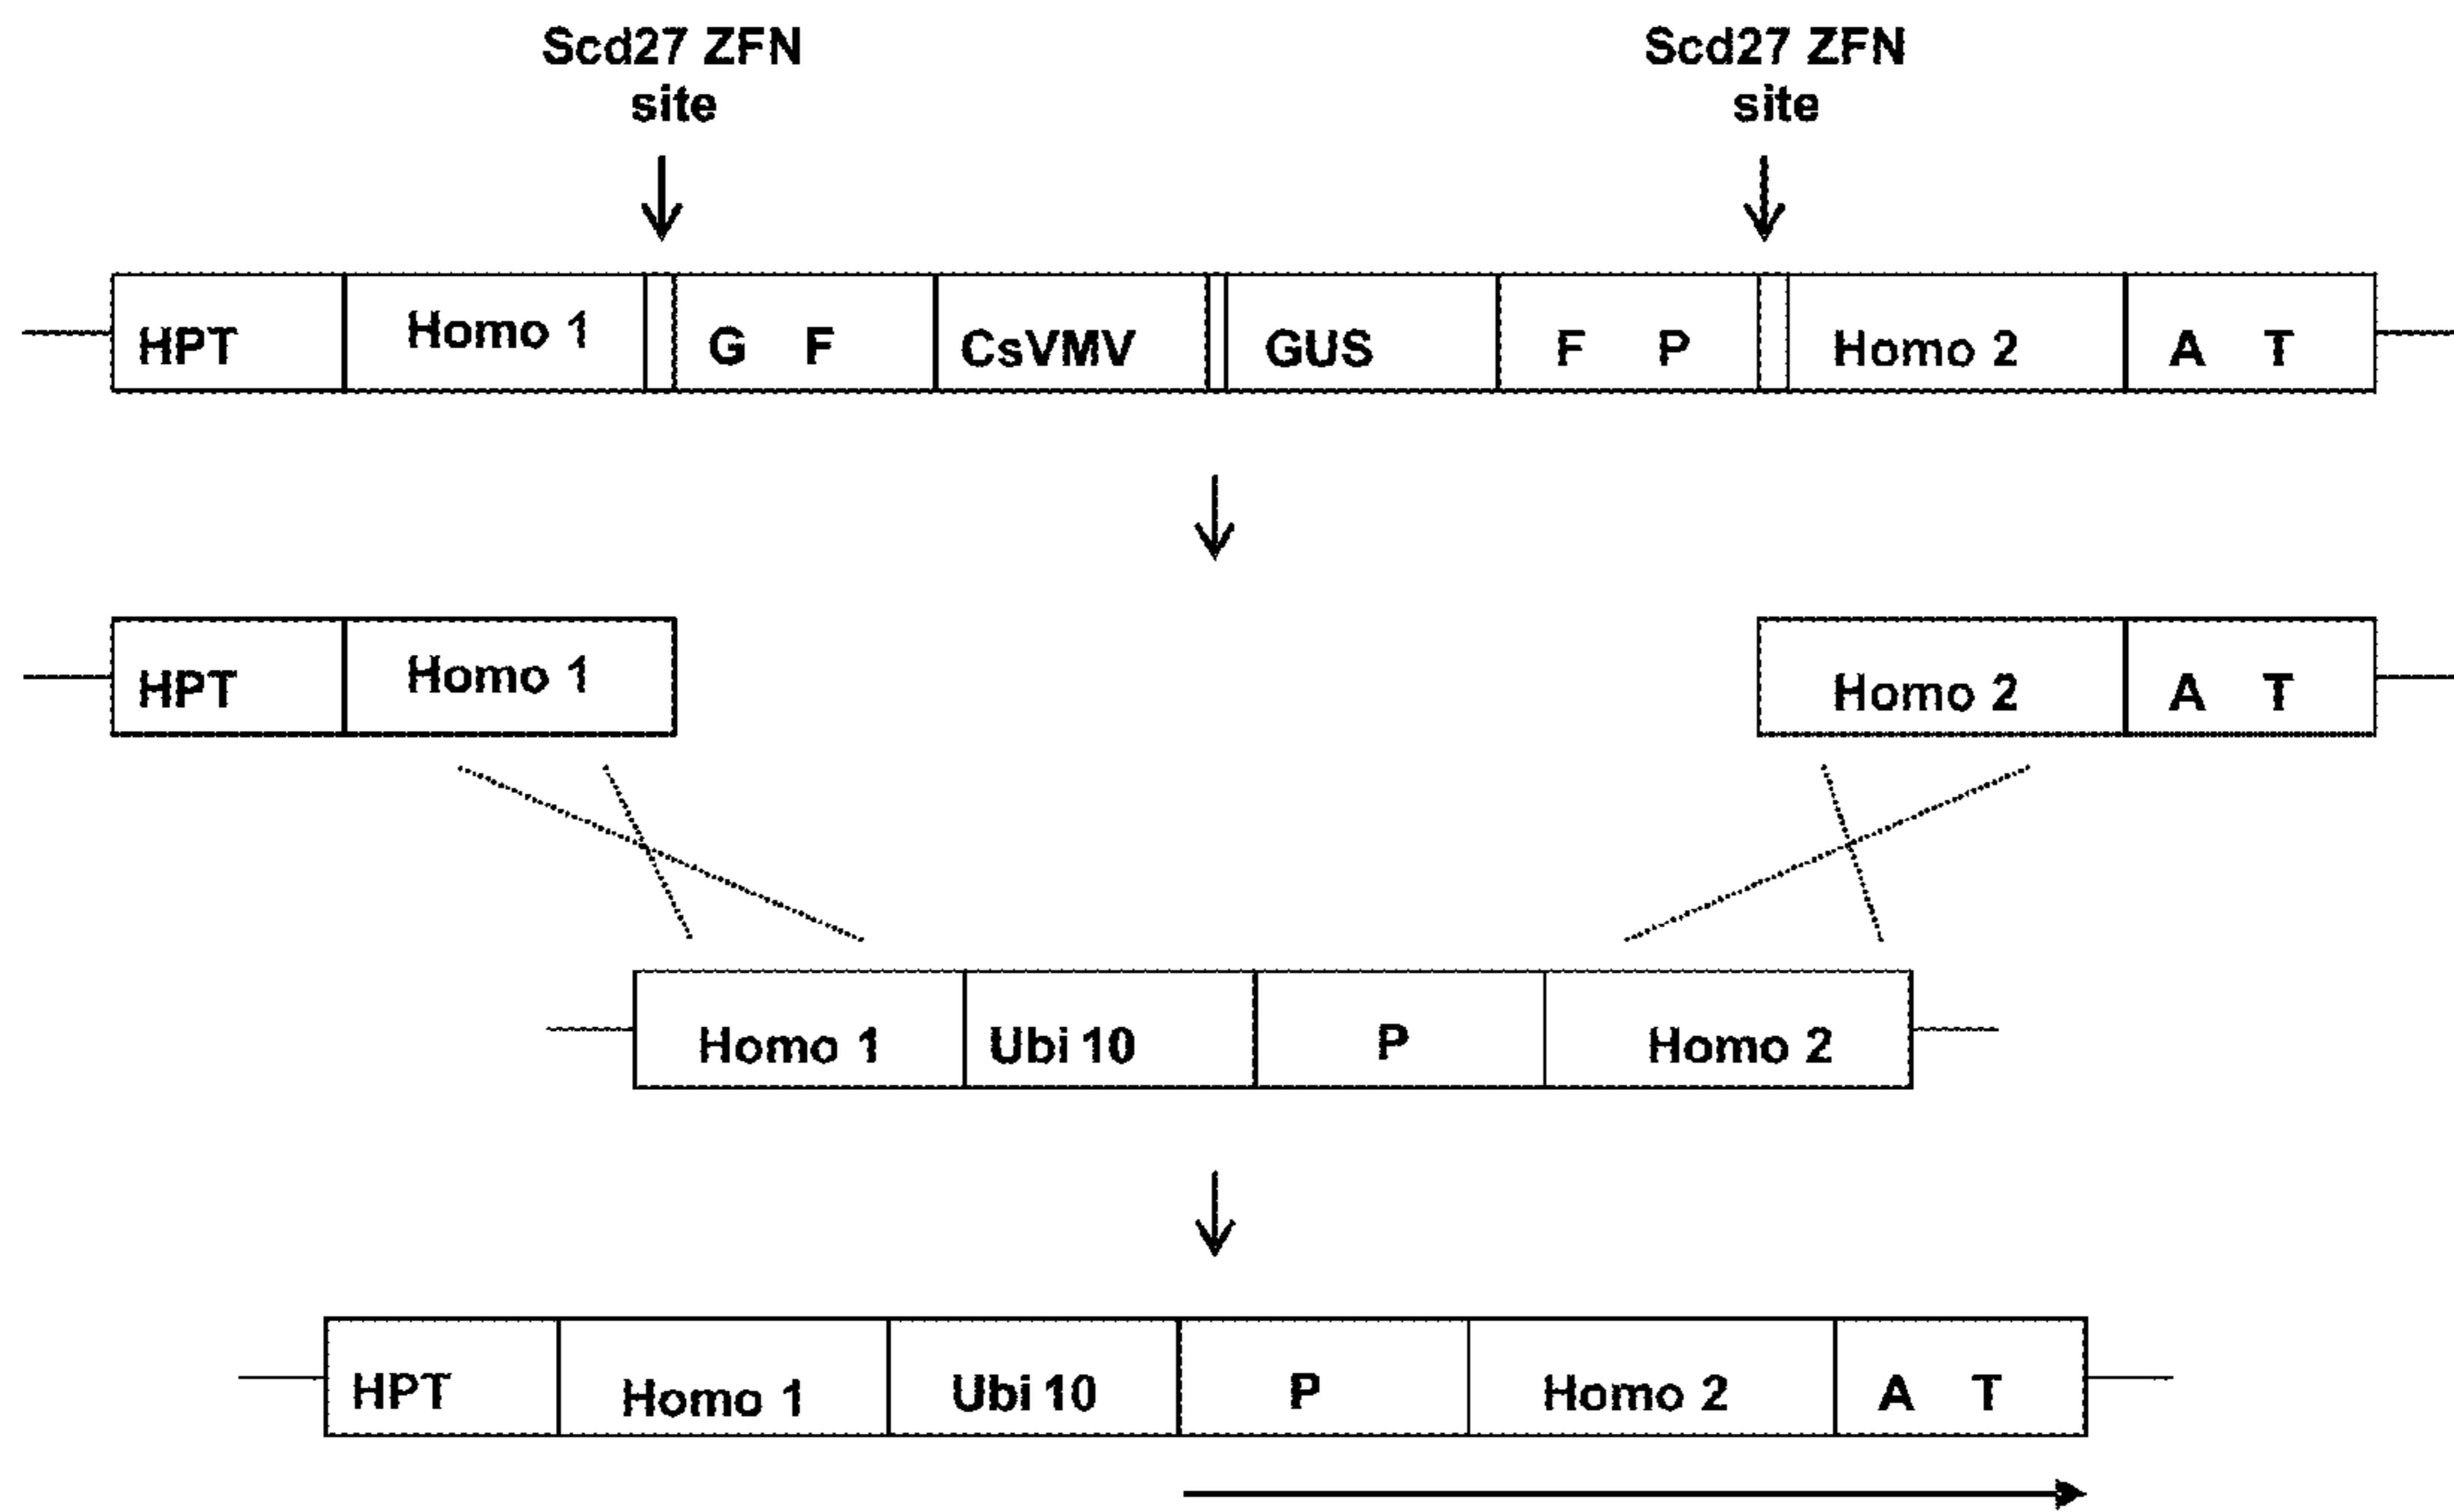 Scd27 ZFN
site
Scd27 ZFN
site
HPT
Homo 1
G F
CsVMV
GUS
F P
Homo 2
A T
HPT
Homo 1
Homo 2
A T
Homo 1
Ubi 10
P
Homo 2
HPT
Homo 1
Ubi 10
P
Homo 2
A T